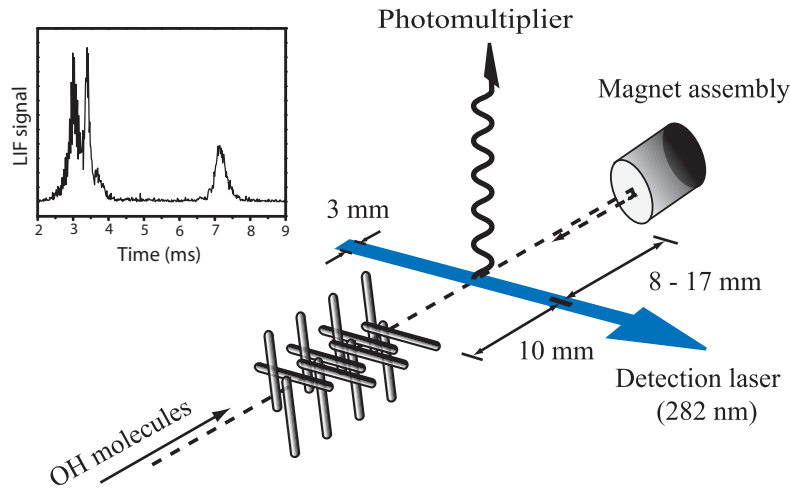 Photomultiplier
Magnet assembly
LIF signal
2 3 4 5 6 7 8 9
Time (ms)
3 mm
8 - 17 mm
10 mm
Detection laser
(282 nm)
OH molecules